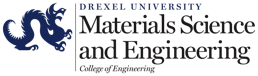 DREXEL UNIVERSITY
Materials Science
and Engineering
College of Engineering